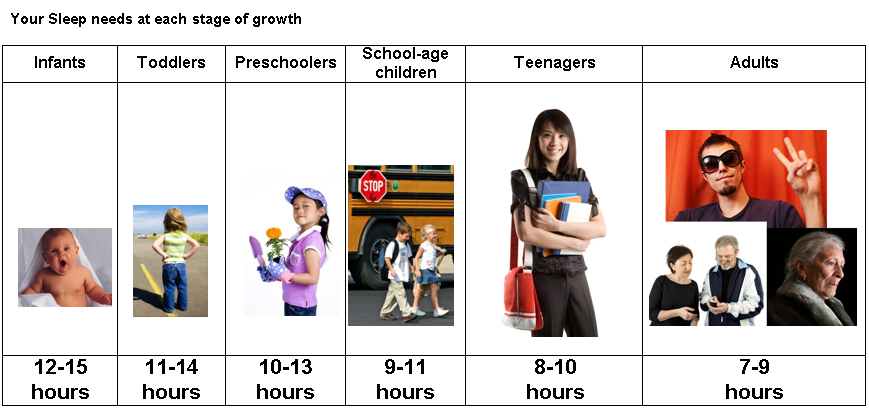 Your Sleep needs at each stage of growth
Infants
Toddlers
Preschoolers
School-age
children
Teenagers
Adults
STOP
12-15
hours
11-14
hours
10-13
hours
9-11
hours
8-10
hours
7-9
hours